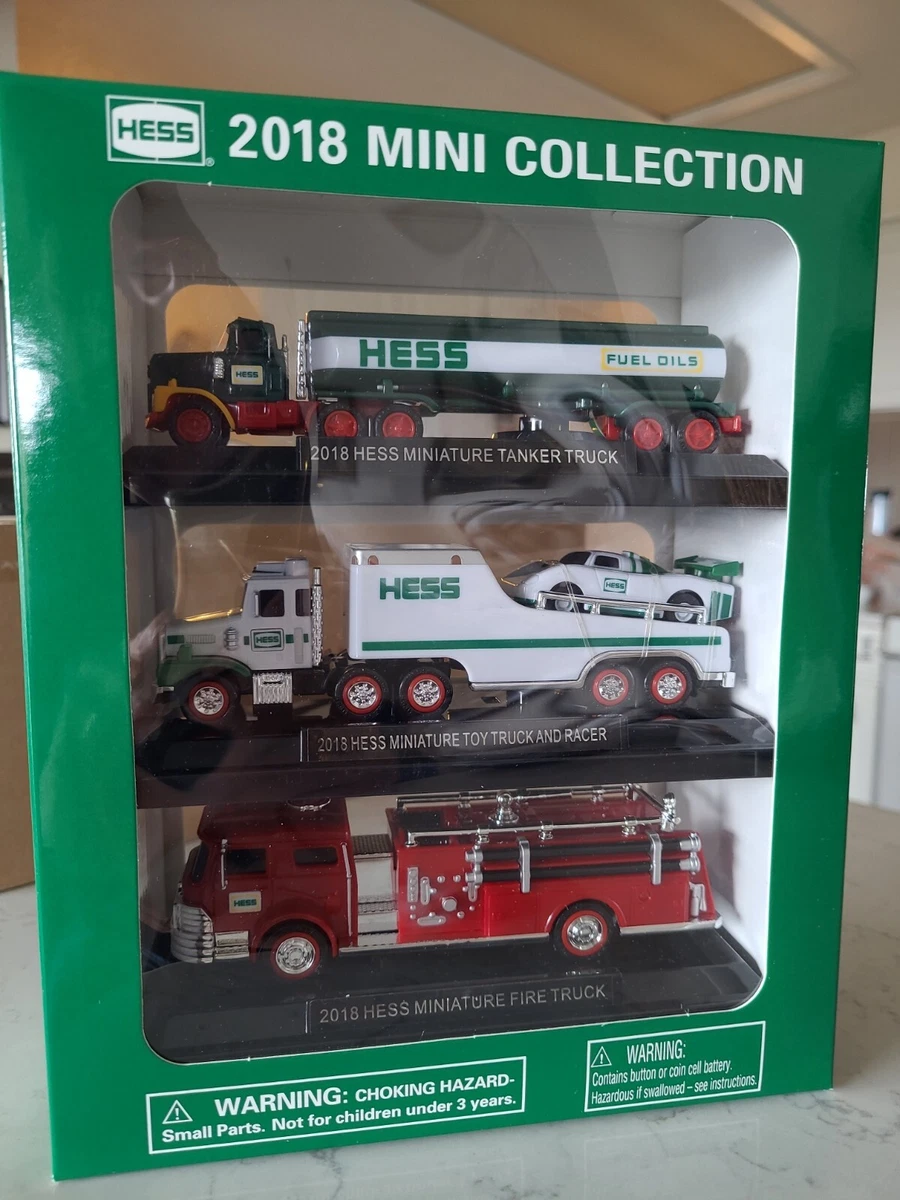 HESS ® 2018 MINI COLLECTION
HESS
HESS
FUEL OILS
2018 HESS MINIATURE TANKER TRUCK
HESS
HESS
HESS
2018 HESS MINIATURE TOY TRUCK AND RACER
HESS
2018 HESS MINIATURE FIRE TRUCK
WARNING: CHOKING HAZARD-
Small Parts. Not for children under 3 years.
WARNING:
Contains button or coin cell battery.
Hazardous if swallowed – see instructions.